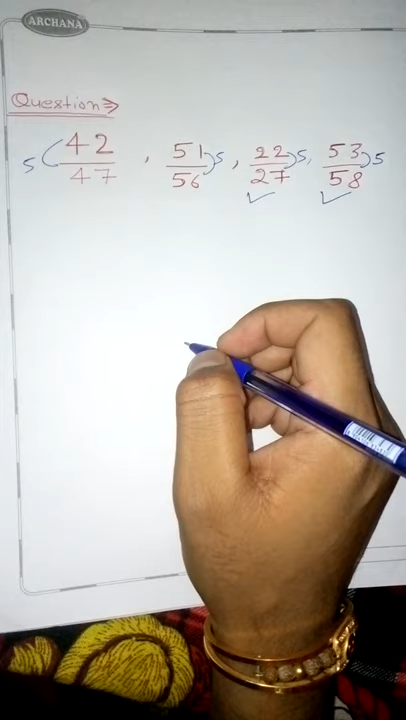 ARCHANA
Question⇒
5 42/47 , 51/56 5 , 22/27 5 , 53/58 5
✓ ✓